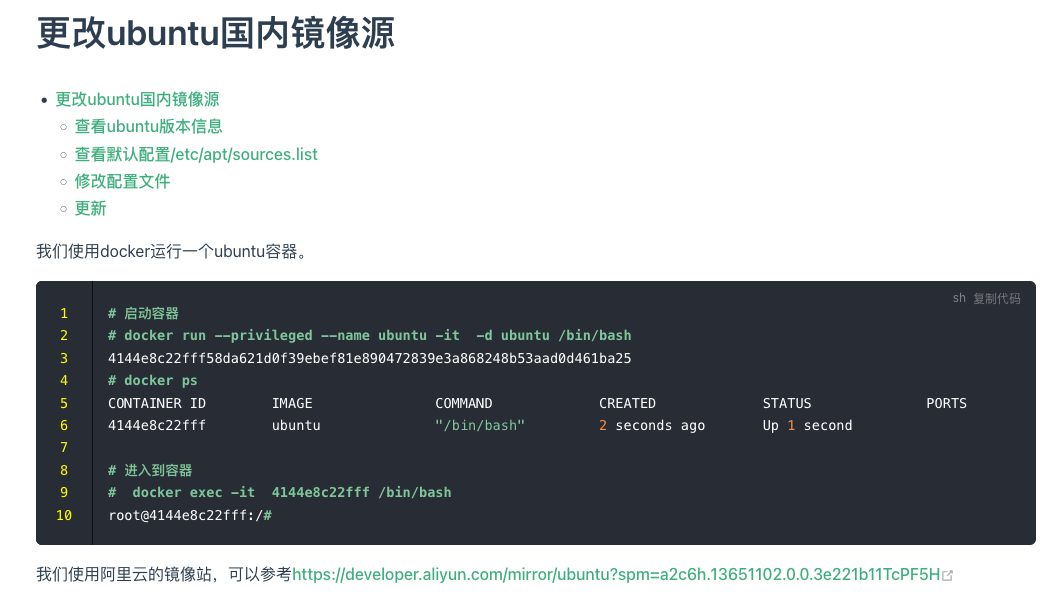 更改ubuntu国内镜像源
更改ubuntu国内镜像源
查看ubuntu版本信息
查看默认配置/etc/apt/sources.list
修改配置文件
更新
我们使用docker运行一个ubuntu容器。
sh 复制代码
1 # 启动容器
2 # docker run --privileged --name ubuntu -it  -d ubuntu /bin/bash
3 4144e8c22fff58da621d0f39ebef81e890472839e3a868248b53aad0d461ba25
4 # docker ps
5 CONTAINER ID        IMAGE               COMMAND             CREATED             STATUS              PORTS
6 4144e8c22fff        ubuntu              "/bin/bash"         2 seconds ago       Up 1 second
7
8 # 进入到容器
9 #  docker exec -it  4144e8c22fff /bin/bash
10 root@4144e8c22fff:/#
我们使用阿里云的镜像站，可以参考https://developer.aliyun.com/mirror/ubuntu?spm=a2c6h.13651102.0.0.3e221b11TcPF5H